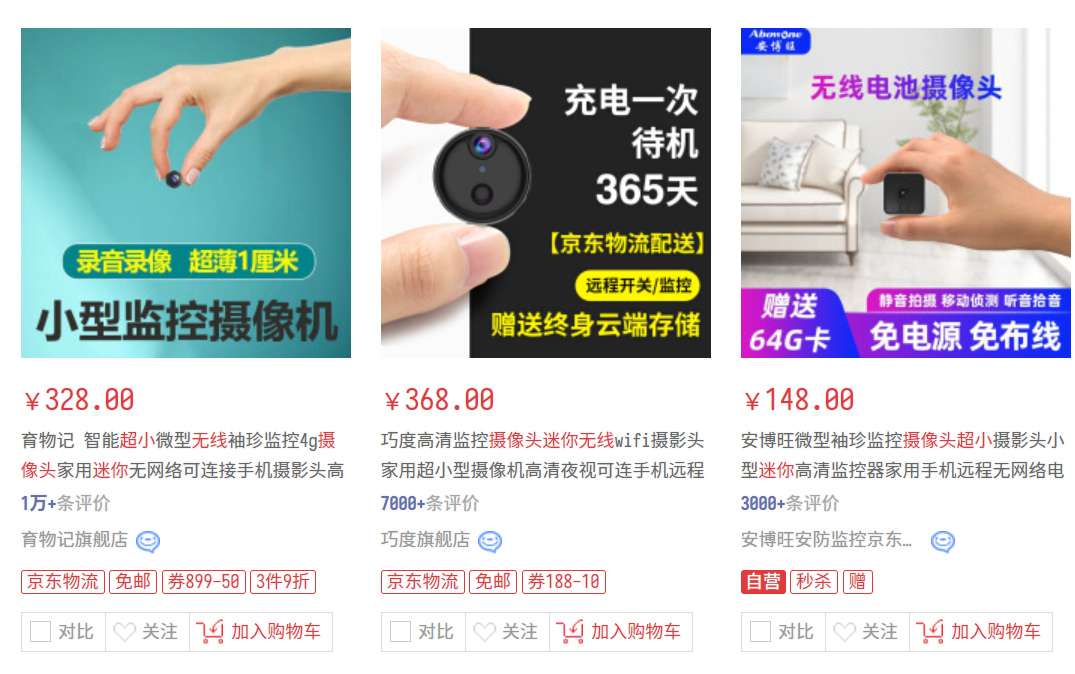 录音录像 超薄1厘米
小型监控摄像机
￥328.00
育物记 智能超小微型无线袖珍监控4g摄
像头家用迷你无网络可连接手机摄影头高
1万+条评价
育物记旗舰店
京东物流 免邮 券899-50 3件9折
对比 关注 加入购物车
充电一次
待机
365天
【京东物流配送】
远程开关/监控
赠送终身云端存储
￥368.00
巧度高清监控摄像头迷你无线wifi摄影头
家用超小型摄像机高清夜视可连手机远程
7000+条评价
巧度旗舰店
京东物流 免邮 券188-10
对比 关注 加入购物车
Abowone
安博旺
无线电池摄像头
赠送
64G卡
静音拍摄 移动侦测 听音拾音
免电源 免布线
￥148.00
安博旺微型袖珍监控摄像头超小摄影头小
型迷你高清监控器家用手机远程无网络电
3000+条评价
安博旺安防监控京东…
自营 秒杀 赠
对比 关注 加入购物车